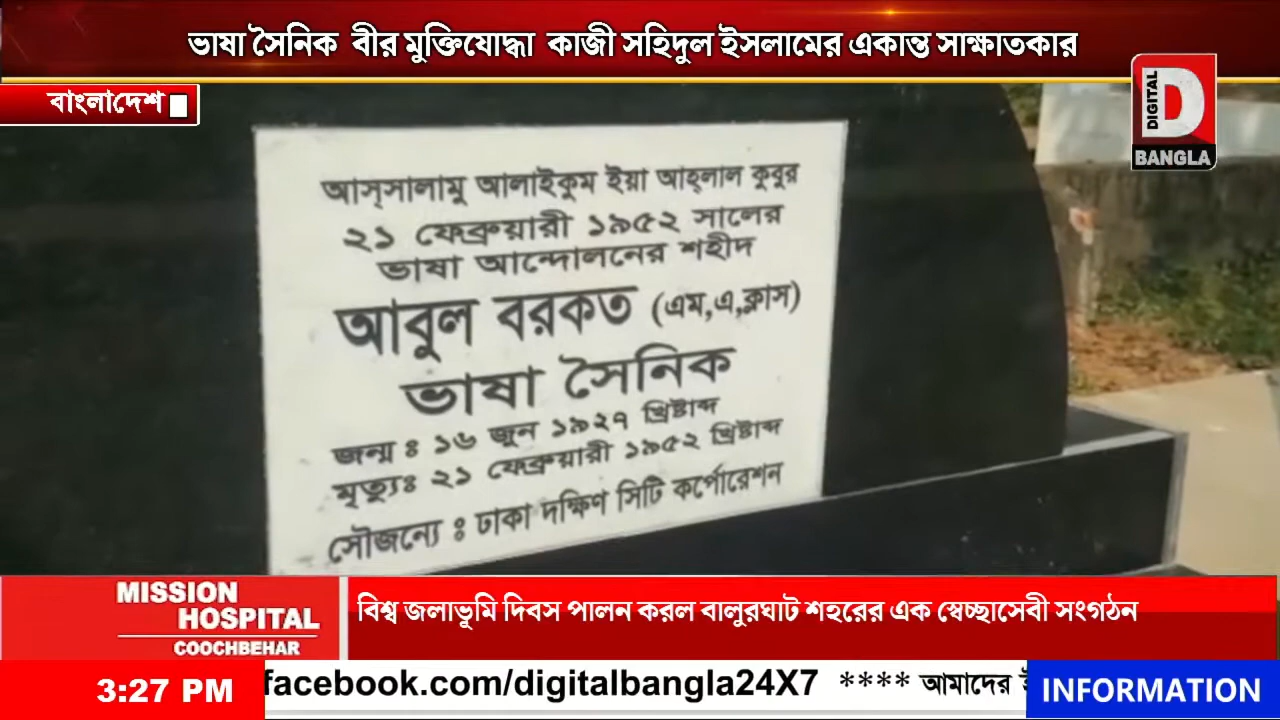 ভাষা সৈনিক বীর মুক্তিযোদ্ধা কাজী সহিদুল ইসলামের একান্ত সাক্ষাতকার
বাংলাদেশ
DIGITAL
D
BANGLA
আস্সালামু আলাইকুম ইয়া আহ্লাল কুবুর
২১ ফেব্রুয়ারী ১৯৫২ সালের
ভাষা আন্দোলনের শহীদ
আবুল বরকত (এম,এ,ক্লাস)
ভাষা সৈনিক
জন্ম ঃ ১৬ জুন ১৯২৭ খ্রিষ্টাব্দ
মৃত্যুঃ ২১ ফেব্রুয়ারী ১৯৫২ খ্রিষ্টাব্দ
সৌজন্যে ঃ ঢাকা দক্ষিণ সিটি কর্পোরেশন
MISSION
HOSPITAL
COOCHBEHAR
বিশ্ব জলাভূমি দিবস পালন করল বালুরঘাট শহরের এক স্বেচ্ছাসেবী সংগঠন
3:27 PM
facebook.com/digitalbangla24X7 **** আমাদের
INFORMATION